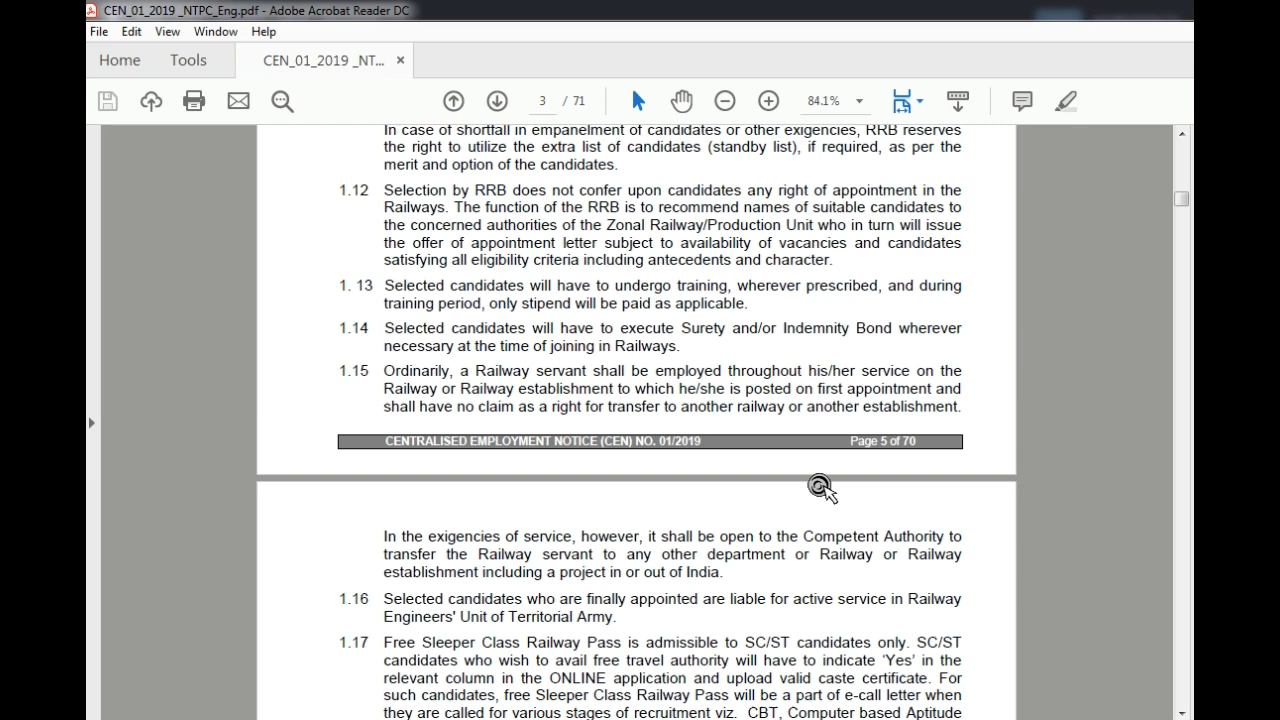 CEN_01_2019 _NTPC_Eng.pdf - Adobe Acrobat Reader DC
File Edit View Window Help
Home Tools CEN_01_2019 _NT... ×
3 / 71 84.1%
In case of shortfall in empanelment of candidates or other exigencies, RRB reserves
the right to utilize the extra list of candidates (standby list), if required, as per the
merit and option of the candidates.
1.12 Selection by RRB does not confer upon candidates any right of appointment in the
Railways. The function of the RRB is to recommend names of suitable candidates to
the concerned authorities of the Zonal Railway/Production Unit who in turn will issue
the offer of appointment letter subject to availability of vacancies and candidates
satisfying all eligibility criteria including antecedents and character.
1. 13 Selected candidates will have to undergo training, wherever prescribed, and during
training period, only stipend will be paid as applicable.
1.14 Selected candidates will have to execute Surety and/or Indemnity Bond wherever
necessary at the time of joining in Railways.
1.15 Ordinarily, a Railway servant shall be employed throughout his/her service on the
Railway or Railway establishment to which he/she is posted on first appointment and
shall have no claim as a right for transfer to another railway or another establishment.
CENTRALISED EMPLOYMENT NOTICE (CEN) NO. 01/2019 Page 5 of 70
In the exigencies of service, however, it shall be open to the Competent Authority to
transfer the Railway servant to any other department or Railway or Railway
establishment including a project in or out of India.
1.16 Selected candidates who are finally appointed are liable for active service in Railway
Engineers' Unit of Territorial Army.
1.17 Free Sleeper Class Railway Pass is admissible to SC/ST candidates only. SC/ST
candidates who wish to avail free travel authority will have to indicate 'Yes' in the
relevant column in the ONLINE application and upload valid caste certificate. For
such candidates, free Sleeper Class Railway Pass will be a part of e-call letter when
they are called for various stages of recruitment viz. CBT, Computer based Aptitude